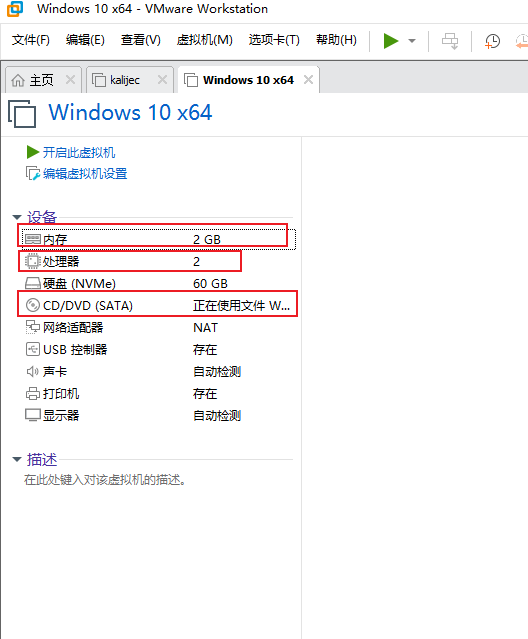 Windows 10 x64 - VMware Workstation
文件(F) 编辑(E) 查看(V) 虚拟机(M) 选项卡(T) 帮助(H)
主页 kalijec Windows 10 x64
Windows 10 x64
开启此虚拟机
编辑虚拟机设置
设备
内存 2 GB
处理器 2
硬盘 (NVMe) 60 GB
CD/DVD (SATA) 正在使用文件 W...
网络适配器 NAT
USB 控制器 存在
声卡 自动检测
打印机 存在
显示器 自动检测
描述
在此处键入对该虚拟机的描述。